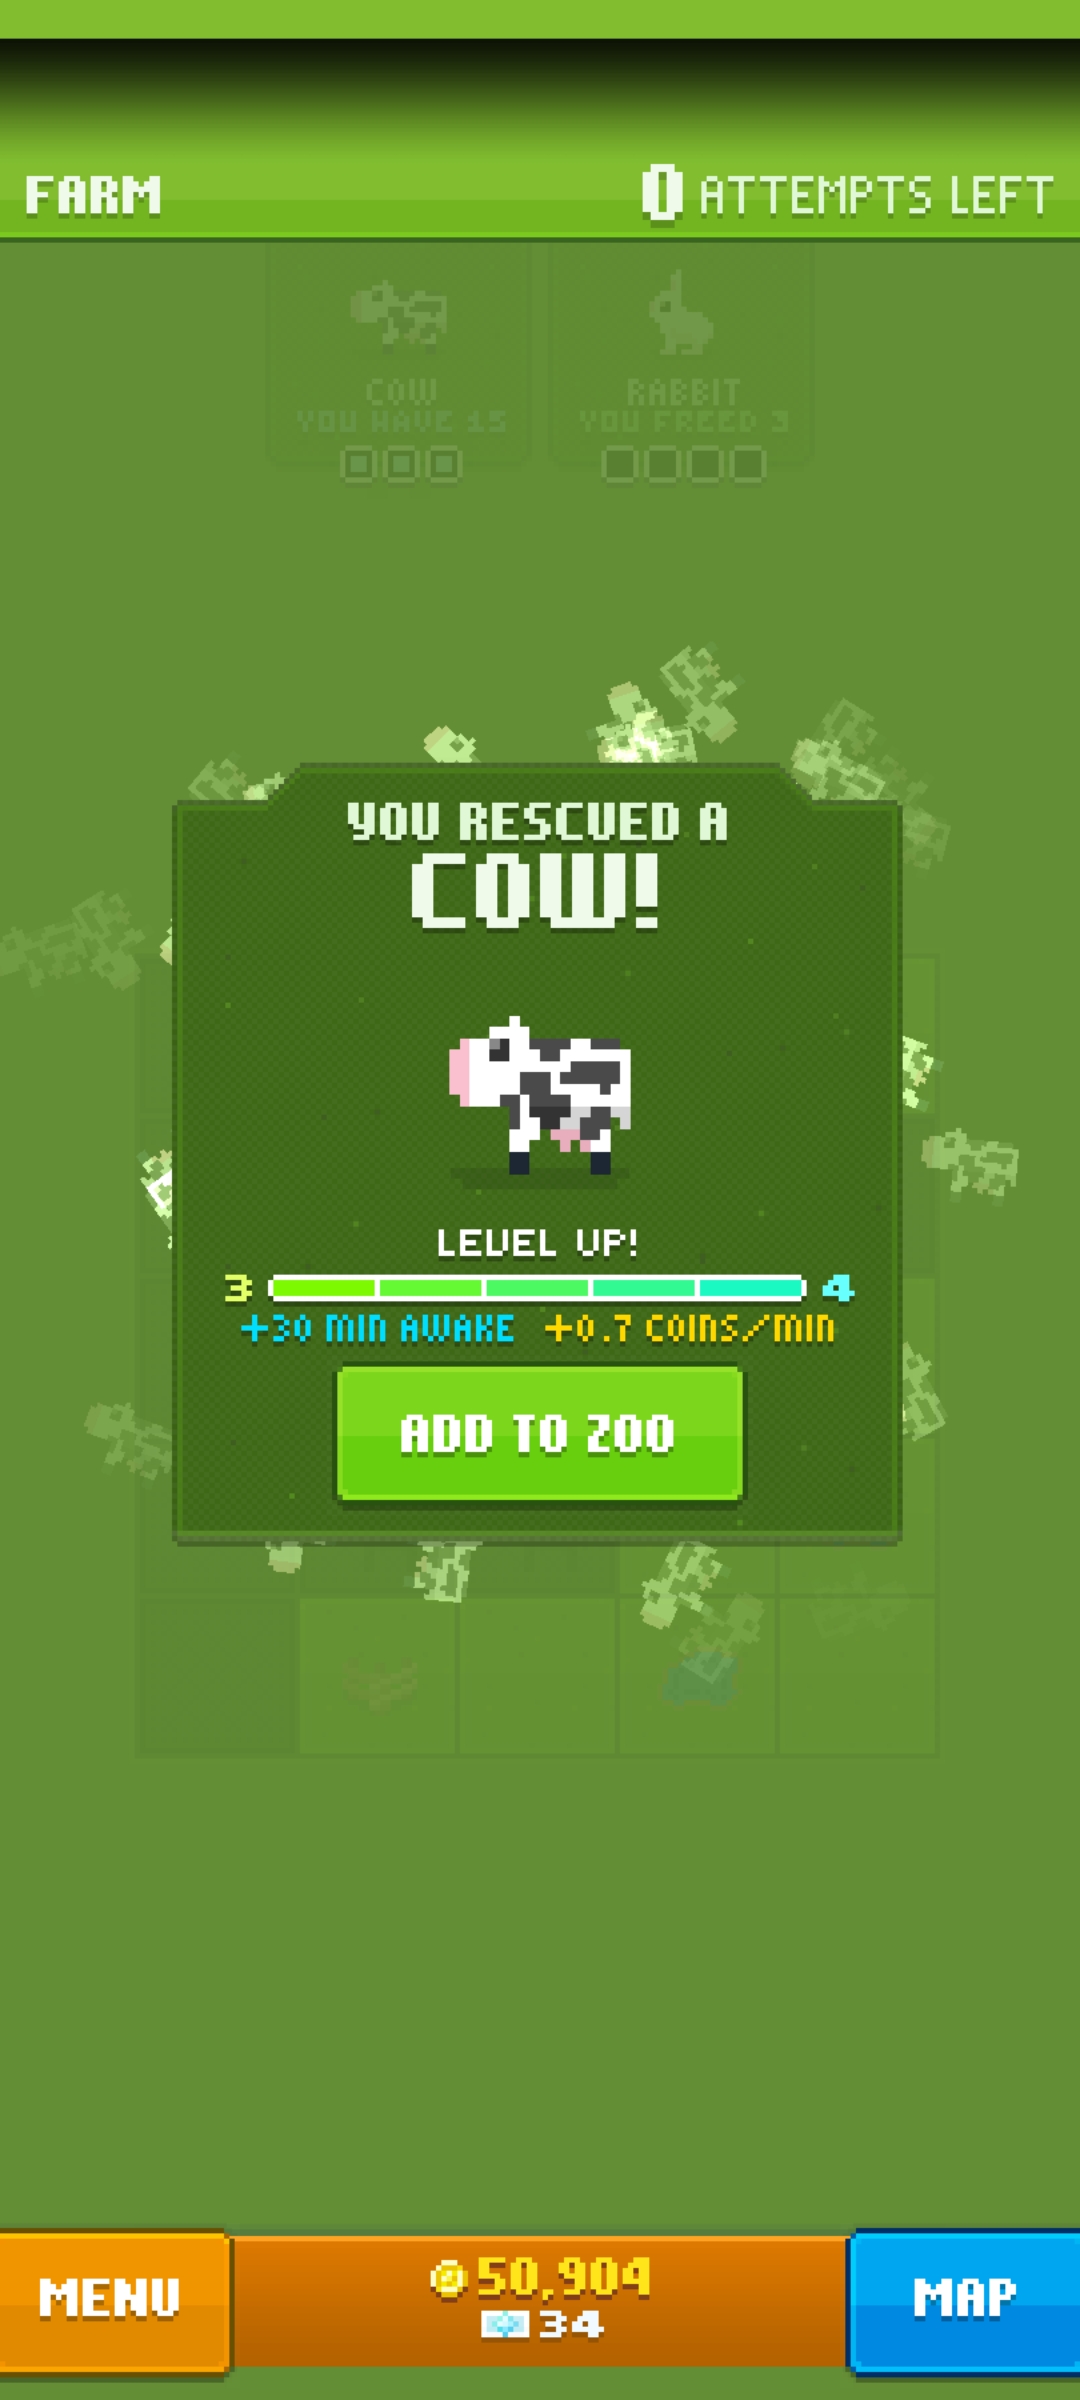 FARM
0 ATTEMPTS LEFT
COW
YOU HAVE 15
RABBIT
YOU FREED 3
YOU RESCUED A
COW!
LEVEL UP!
3 4
+30 MIN AWAKE +0.7 COINS/MIN
ADD TO ZOO
MENU
50,904
34
MAP